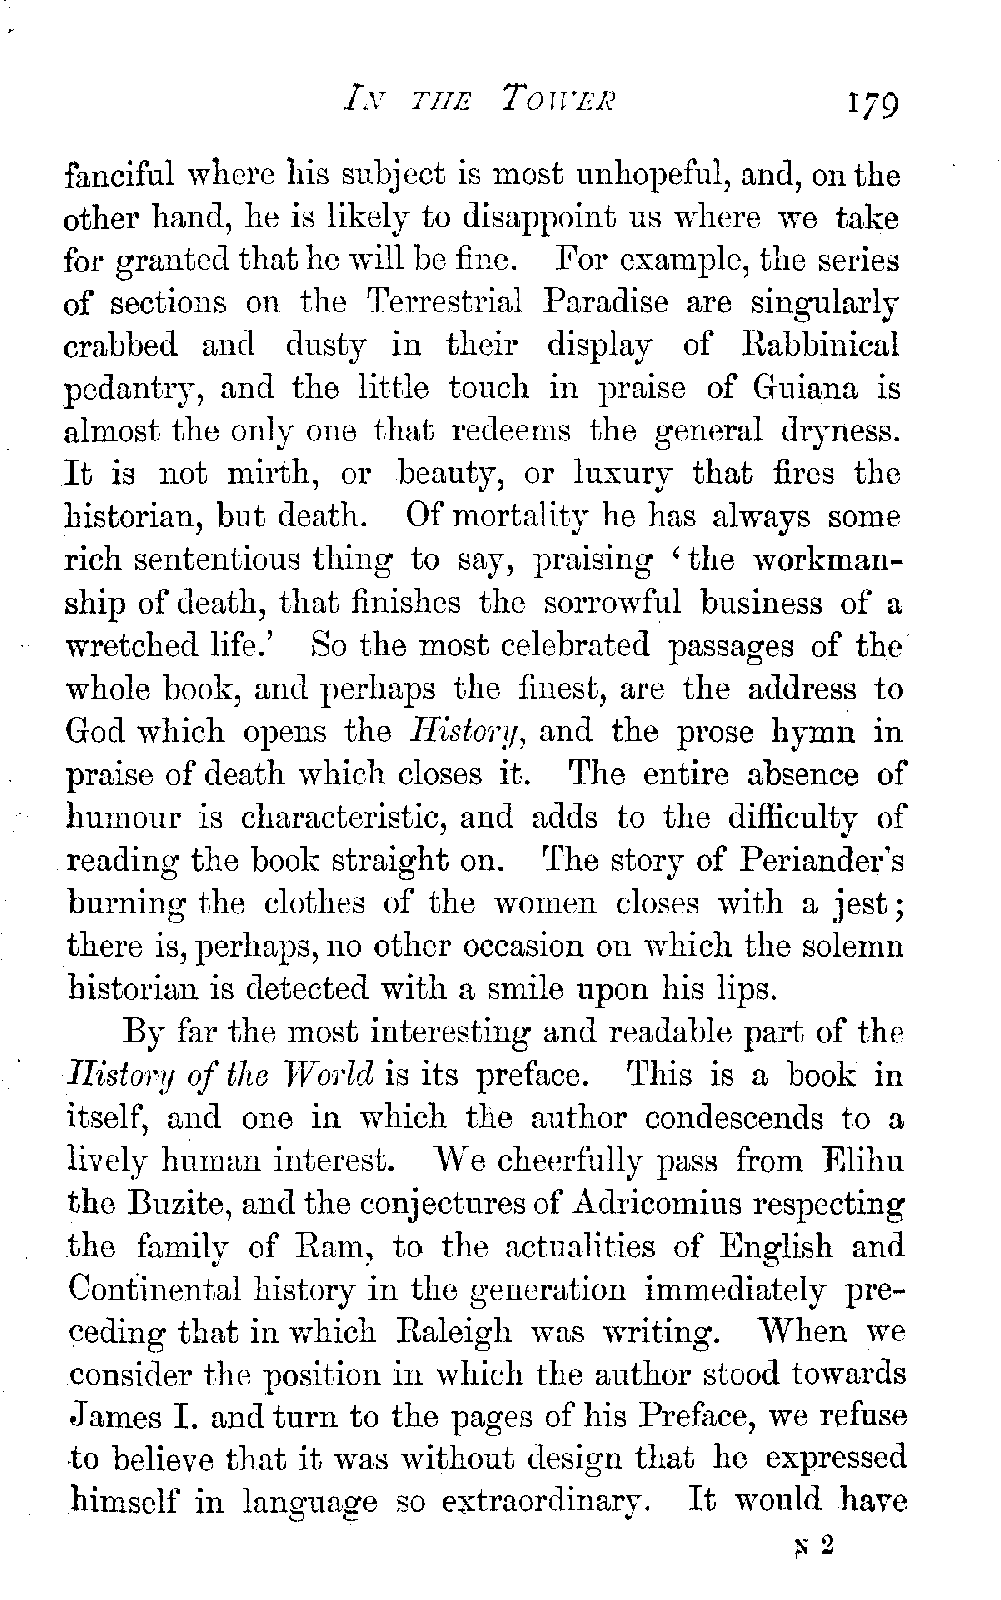 IN THE TOWER 179
fanciful where his subject is most unhopeful, and, on the
other hand, he is likely to disappoint us where we take
for granted that he will be fine. For example, the series
of sections on the Terrestrial Paradise are singularly
crabbed and dusty in their display of Rabbinical
pedantry, and the little touch in praise of Guiana is
almost the only one that redeems the general dryness.
It is not mirth, or beauty, or luxury that fires the
historian, but death. Of mortality he has always some
rich sententious thing to say, praising ‘the workman-
ship of death, that finishes the sorrowful business of a
wretched life.’ So the most celebrated passages of the
whole book, and perhaps the finest, are the address to
God which opens the History, and the prose hymn in
praise of death which closes it. The entire absence of
humour is characteristic, and adds to the difficulty of
reading the book straight on. The story of Periander's
burning the clothes of the women closes with a jest;
there is, perhaps, no other occasion on which the solemn
historian is detected with a smile upon his lips.
By far the most interesting and readable part of the
History of the World is its preface. This is a book in
itself, and one in which the author condescends to a
lively human interest. We cheerfully pass from Elihu
the Buzite, and the conjectures of Adricomius respecting
the family of Ram, to the actualities of English and
Continental history in the generation immediately pre-
ceding that in which Raleigh was writing. When we
consider the position in which the author stood towards
James I. and turn to the pages of his Preface, we refuse
to believe that it was without design that he expressed
himself in language so extraordinary. It would have
N 2